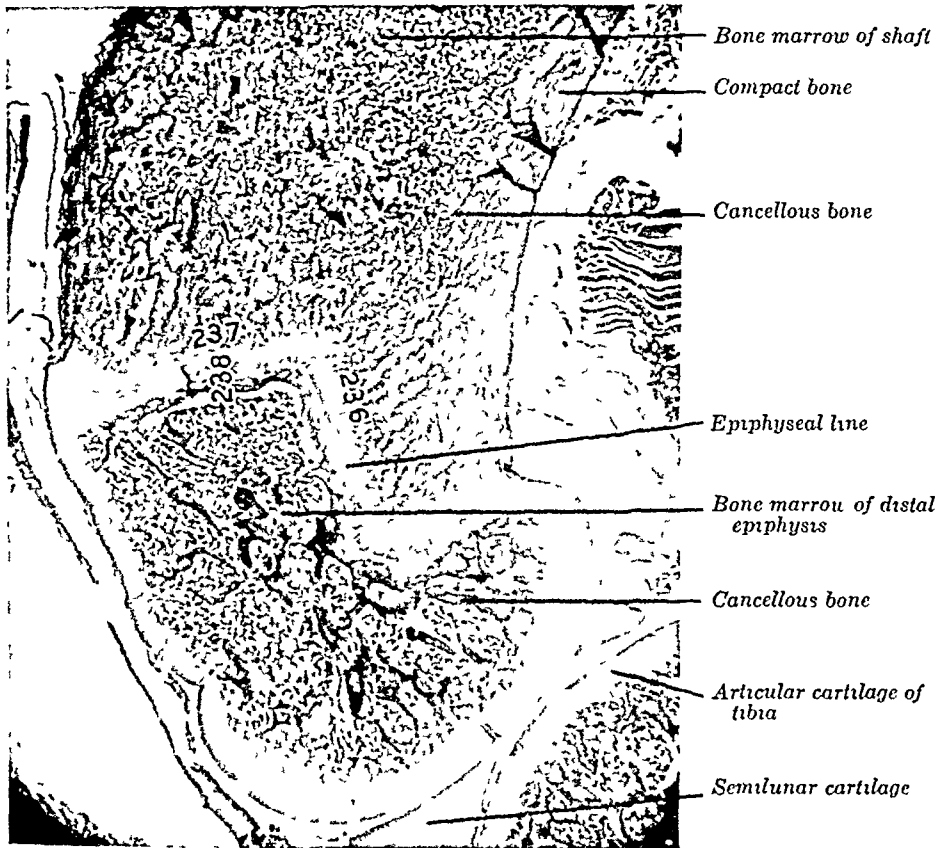 Bone marrow of shaft
Compact bone
Cancellous bone
237
238
236
Epiphyseal line
Bone marrow of distal
epiphysis
Cancellous bone
Articular cartilage of
tibia
Semilunar cartilage